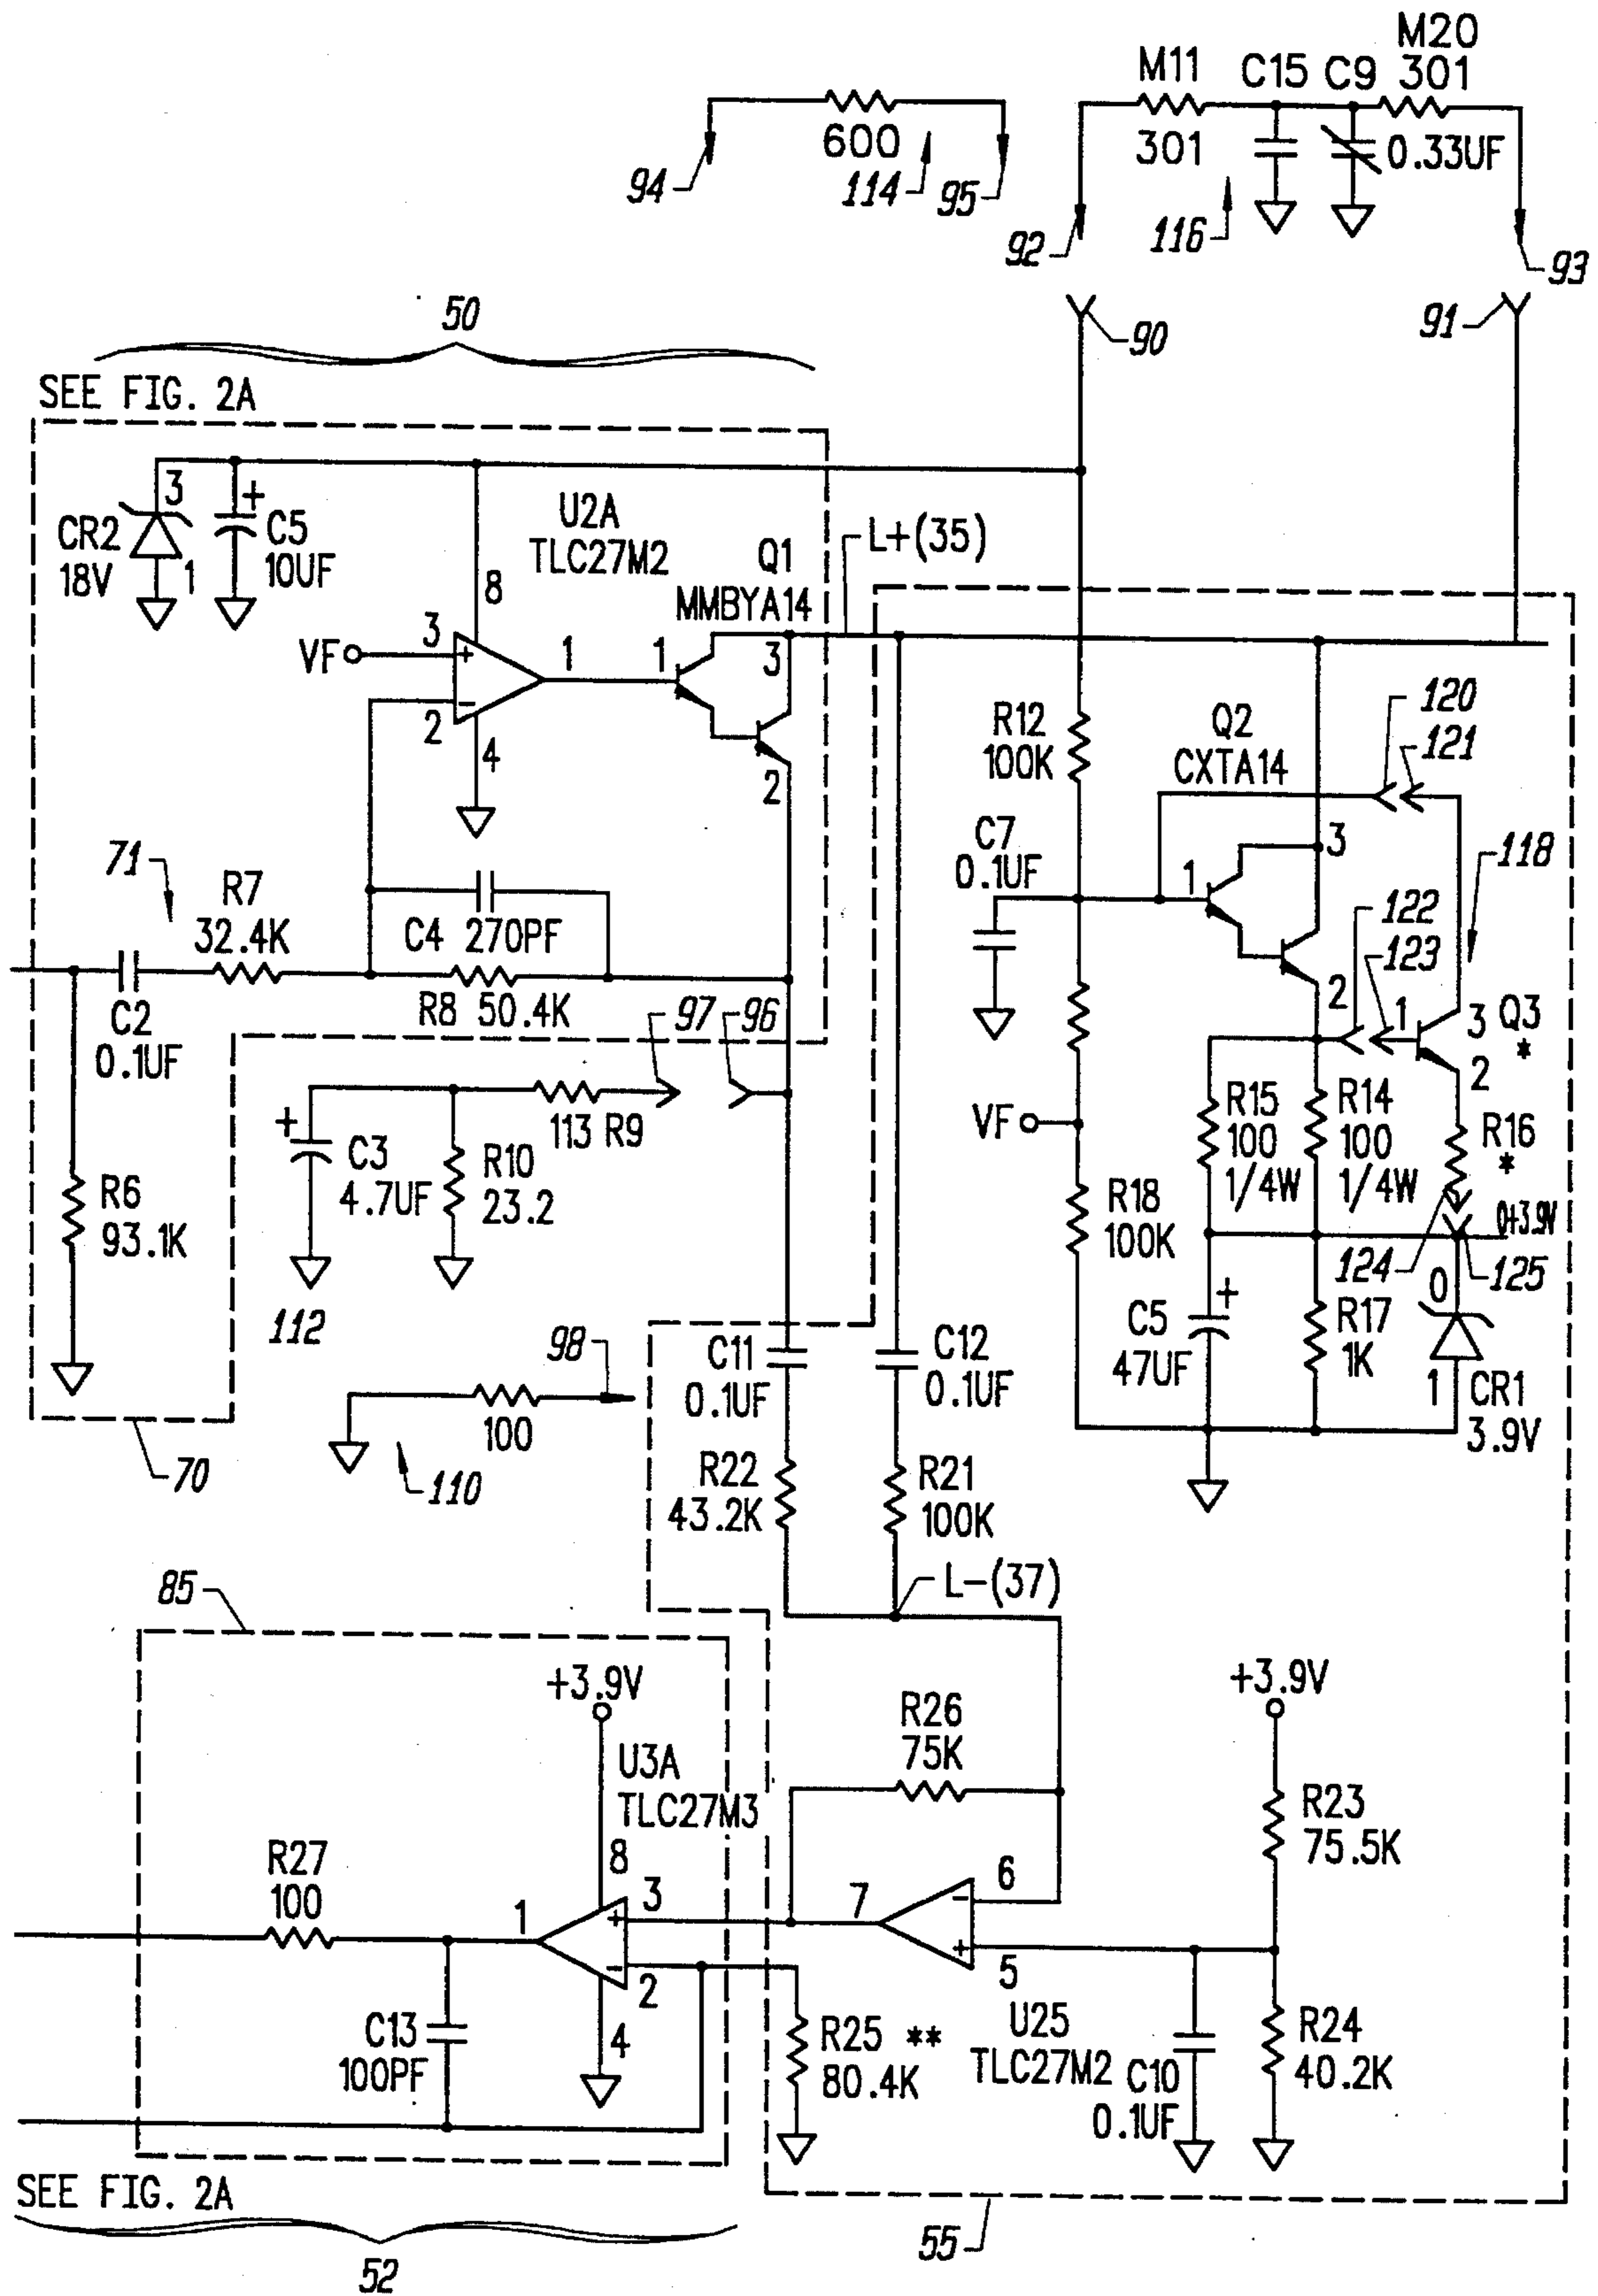 M20
M11 C15 C9 301
600
301
0.33UF
94
114
95
92
116
93
90
91
50
SEE FIG. 2A
3
+
CR2
18V
1
C5
10UF
U2A
TLC27M2
8
Q1
MMBYA14
L+(35)
VF
3
+
1
1
3
-
2
4
2
R12
100K
Q2
CXTA14
120
121
C7
0.1UF
3
1
118
71
R7
32.4K
C4 270PF
122
123
C2
0.1UF
R8 50.4K
97
96
2
1
3 Q3
*
2
VF
R15
100
1/4W
R14
100
1/4W
R16
*
+
C3
4.7UF
113 R9
R10
23.2
R6
93.1K
R18
100K
0+3.9V
124
125
0
112
98
C11
0.1UF
C12
0.1UF
+
C5
47UF
R17
1K
1
CR1
3.9V
100
70
110
R22
43.2K
R21
100K
85
L-(37)
+3.9V
+3.9V
R26
75K
U3A
TLC27M3
R23
75.5K
R27
100
8
1
3
+
-
2
7
6
-
+
5
4
C13
100PF
R25 **
80.4K
U25
TLC27M2
C10
0.1UF
R24
40.2K
SEE FIG. 2A
55
52